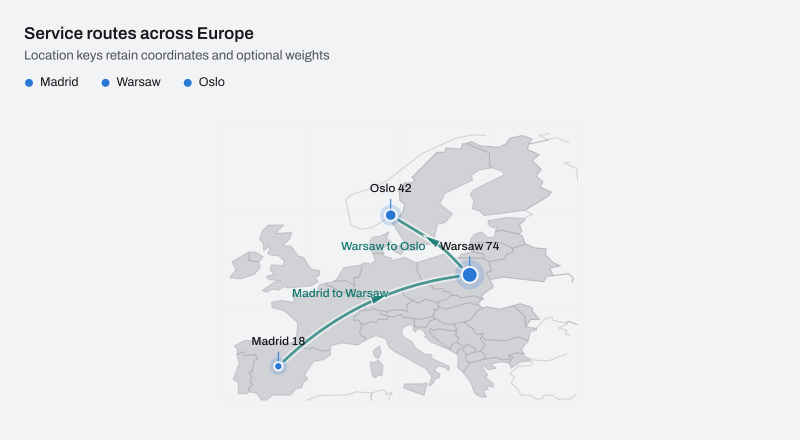 Service routes across Europe
Location keys retain coordinates and optional weights
Madrid Warsaw Oslo
Oslo 42
Warsaw to Oslo
Warsaw 74
Madrid to Warsaw
Madrid 18